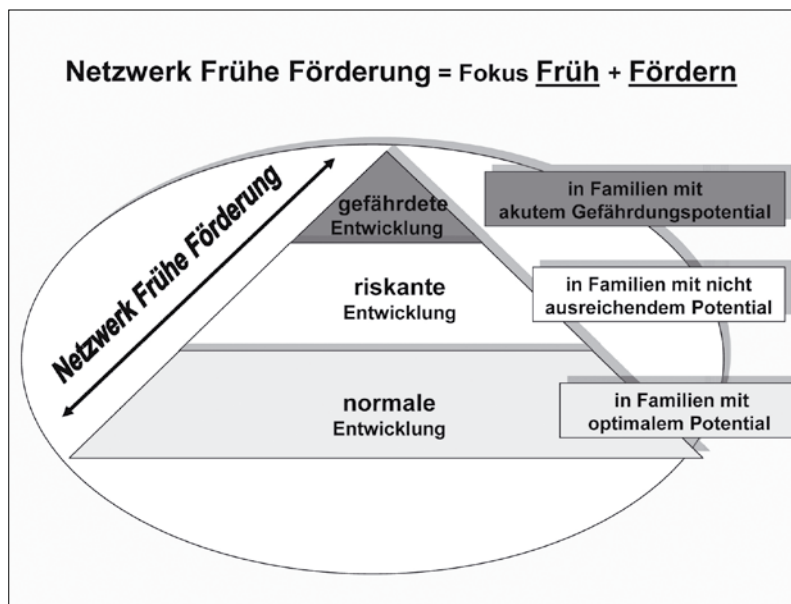 Netzwerk Frühe Förderung = Fokus Früh + Fördern
Netzwerk Frühe Förderung
gefährdete
Entwicklung
in Familien mit
akutem Gefährdungspotential
riskante
Entwicklung
in Familien mit nicht
ausreichendem Potential
normale
Entwicklung
in Familien mit
optimalem Potential